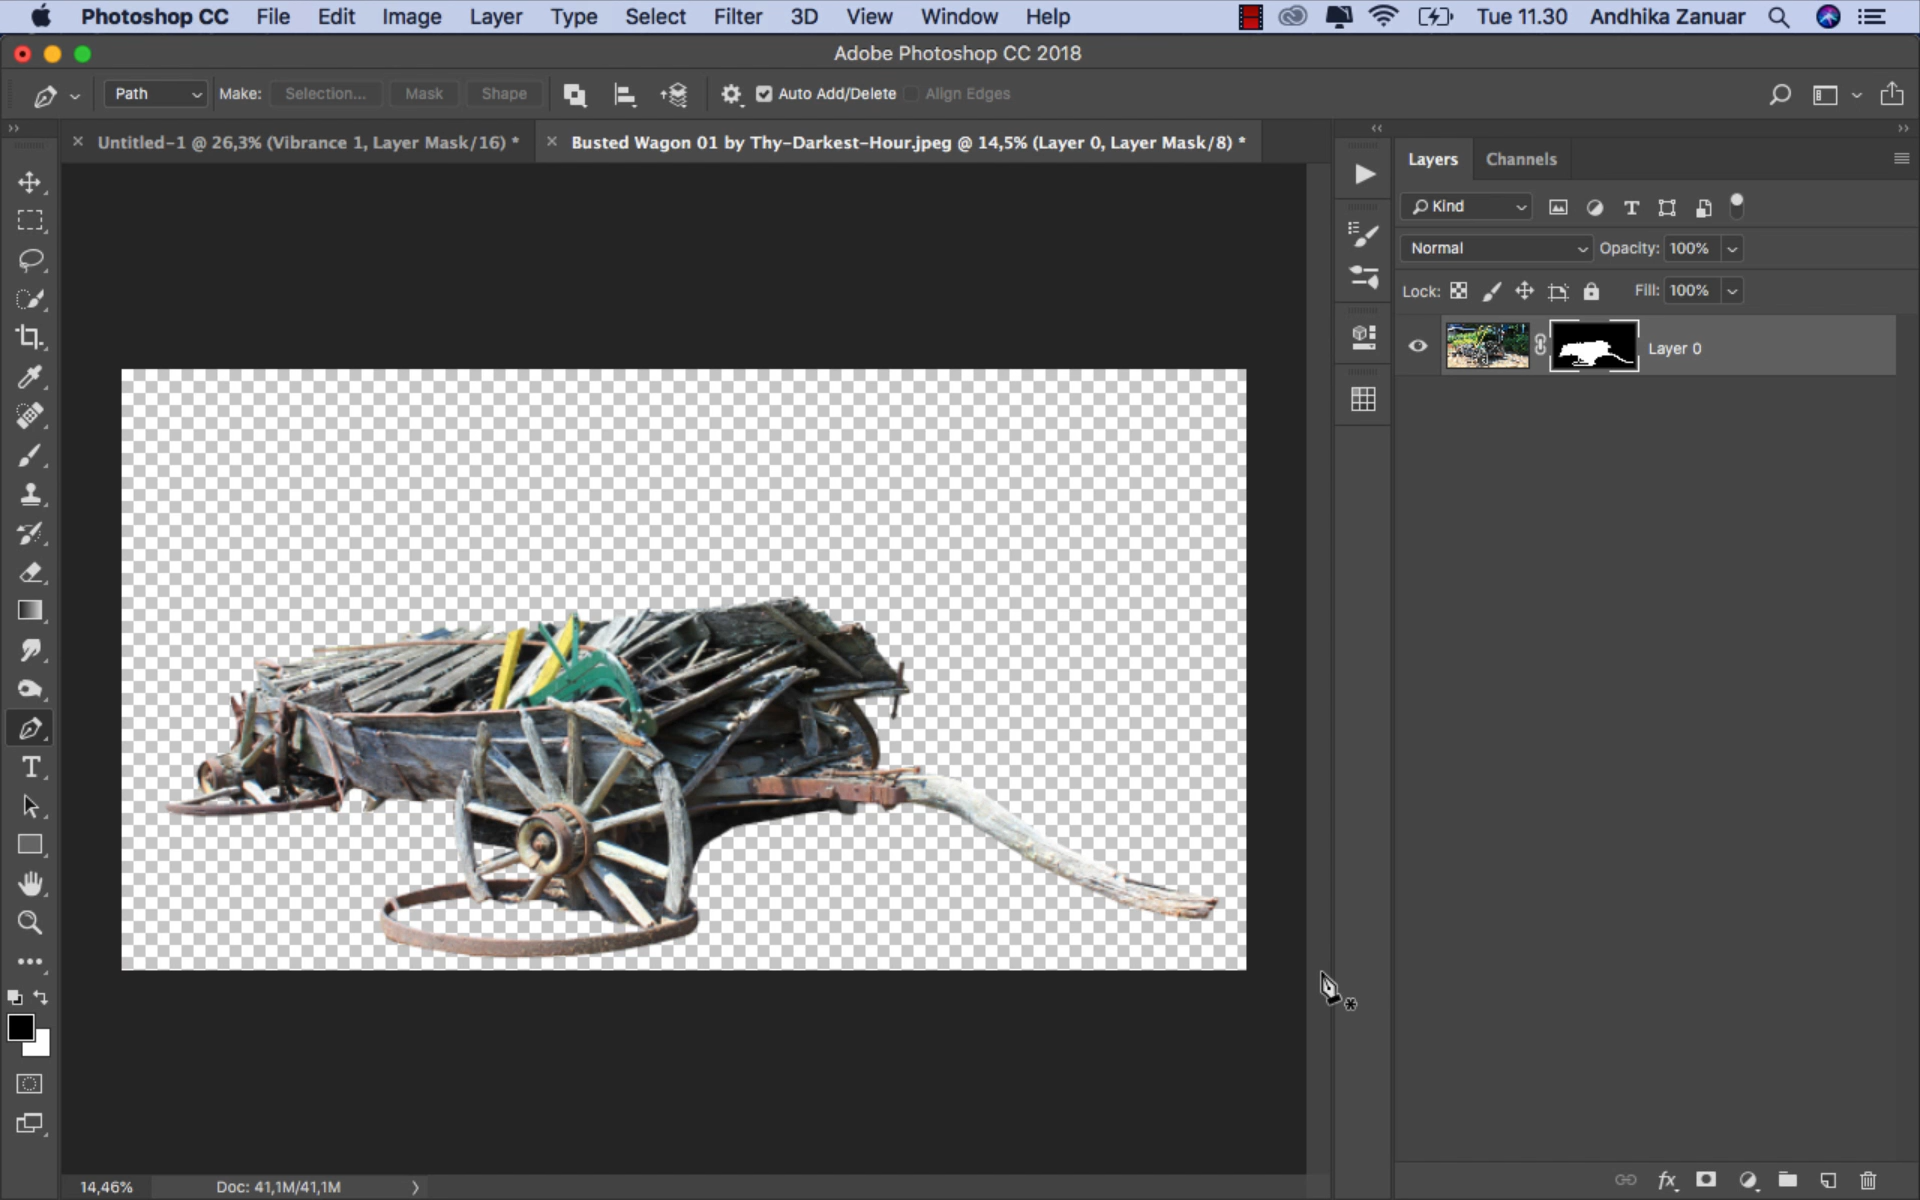 Photoshop CC File Edit Image Layer Type Select Filter 3D View Window Help Tue 11.30 Andhika Zanuar
Adobe Photoshop CC 2018
Path Make: Selection... Mask Shape Auto Add/Delete Align Edges
Untitled-1 @ 26,3% (Vibrance 1, Layer Mask/16) * Busted Wagon 01 by Thy-Darkest-Hour.jpeg @ 14,5% (Layer 0, Layer Mask/8) *
Layers Channels
Kind
Normal Opacity: 100%
Lock: Fill: 100%
Layer 0
14,46% Doc: 41,1M/41,1M